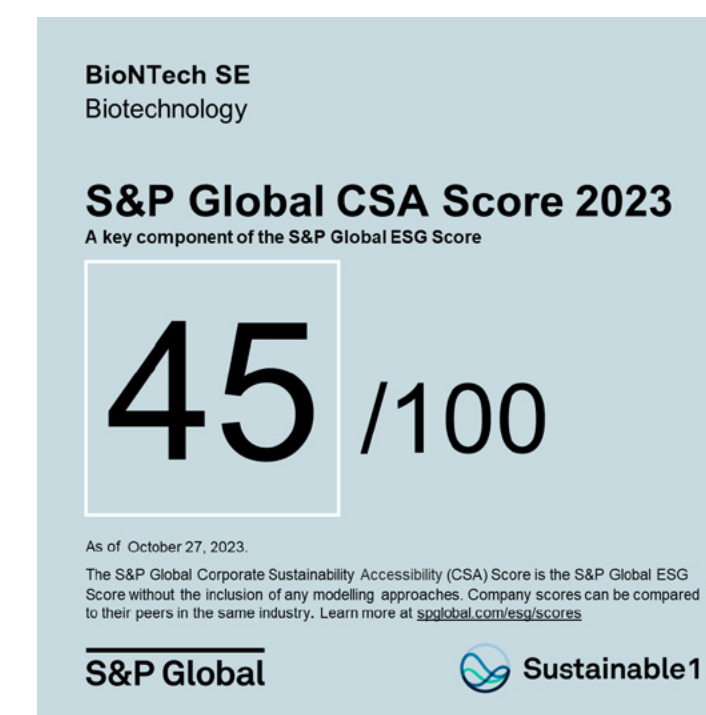 BioNTech SE
Biotechnology
S&P Global CSA Score 2023
A key component of the S&P Global ESG Score
45 /100
As of October 27, 2023.
The S&P Global Corporate Sustainability Accessibility (CSA) Score is the S&P Global ESG
Score without the inclusion of any modelling approaches. Company scores can be compared
to their peers in the same industry. Learn more at spglobal.com/esg/scores
S&P Global
Sustainable1